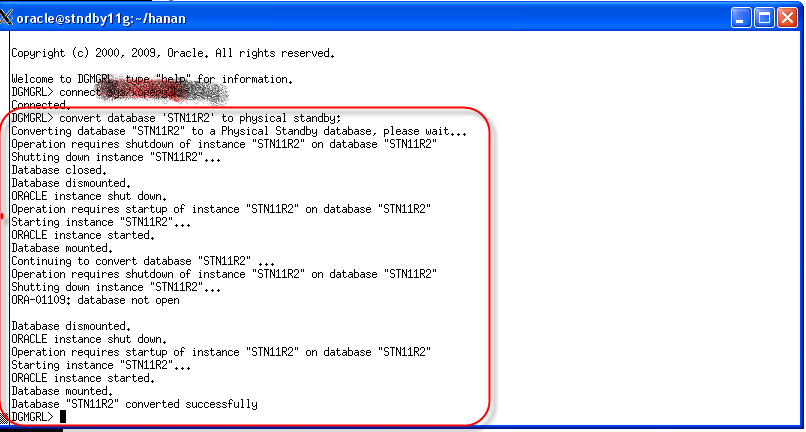 oracle@stndby11g:~/hanan
Copyright (c) 2000, 2009, Oracle. All rights reserved.
Welcome to DGMGRL, type "help" for information.
DGMGRL> connect
Connected.
DGMGRL> convert database 'STN11R2' to physical standby;
Converting database "STN11R2" to a Physical Standby database, please wait...
Operation requires shutdown of instance "STN11R2" on database "STN11R2"
Shutting down instance "STN11R2"...
Database closed.
Database dismounted.
ORACLE instance shut down.
Operation requires startup of instance "STN11R2" on database "STN11R2"
Starting instance "STN11R2"...
ORACLE instance started.
Database mounted.
Continuing to convert database "STN11R2" ...
Operation requires shutdown of instance "STN11R2" on database "STN11R2"
Shutting down instance "STN11R2"...
ORA-01109: database not open
Database dismounted.
ORACLE instance shut down.
Operation requires startup of instance "STN11R2" on database "STN11R2"
Starting instance "STN11R2"...
ORACLE instance started.
Database mounted.
Database "STN11R2" converted successfully
DGMGRL>